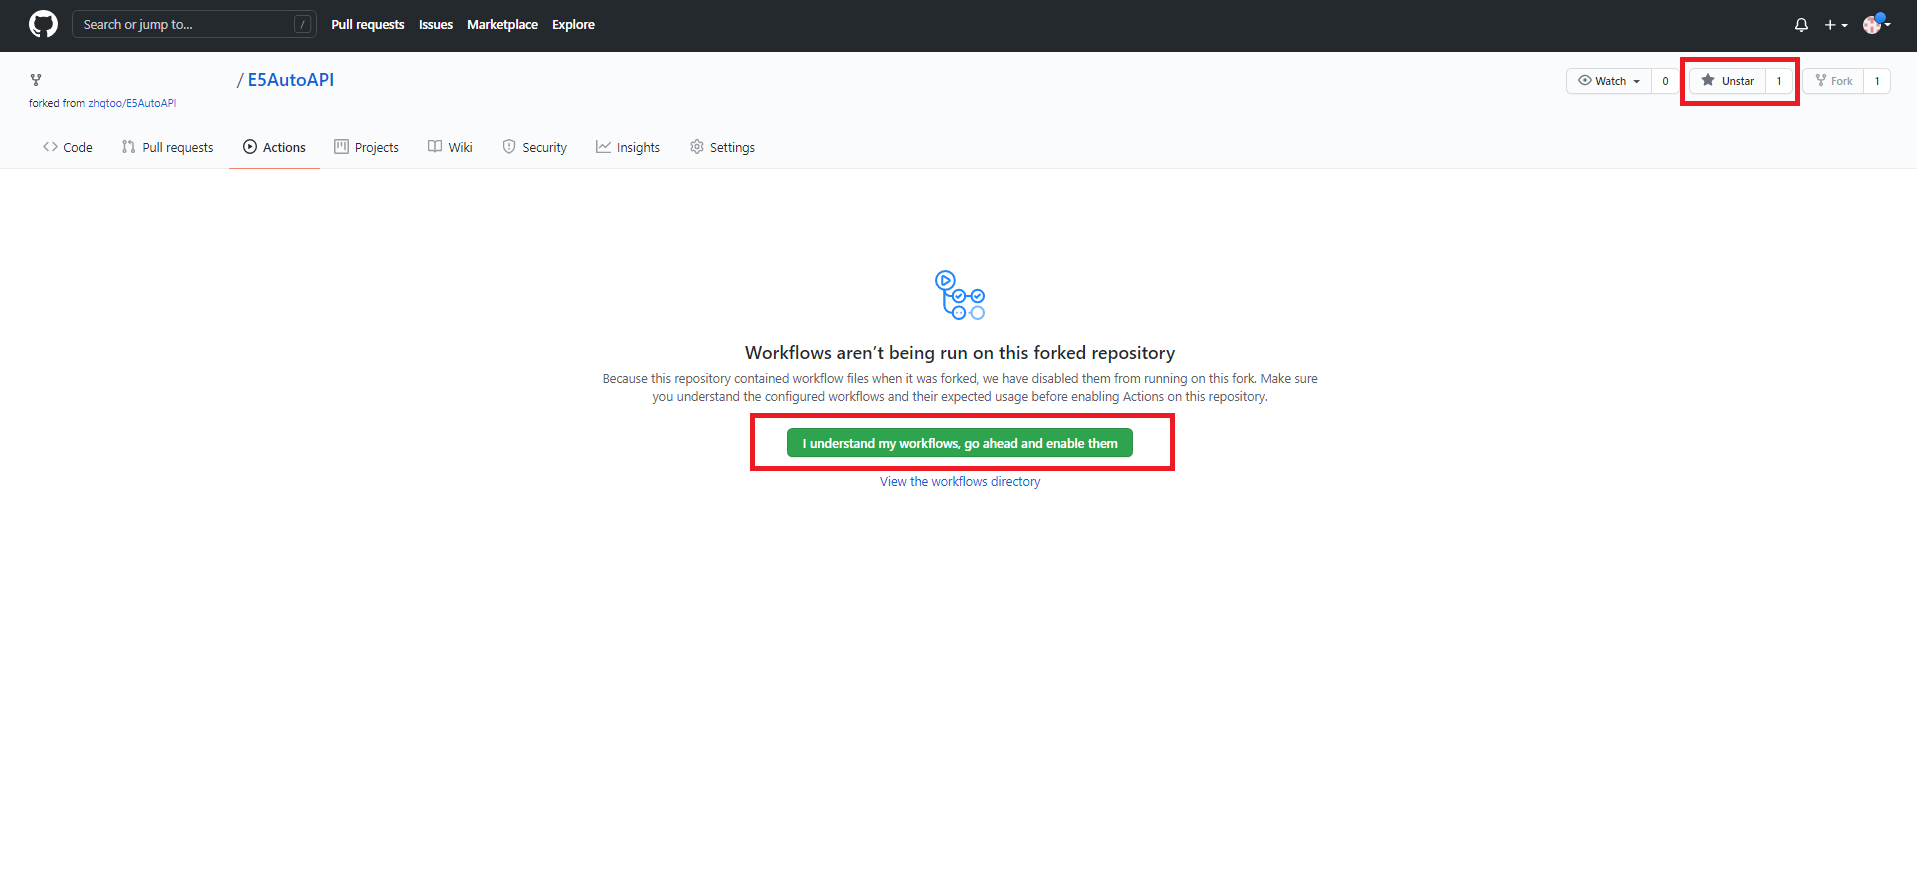 Search or jump to... /
Pull requests Issues Marketplace Explore
/ E5AutoAPI
Watch 0 Unstar 1 Fork 1
forked from zhqtoo/E5AutoAPI
Code Pull requests Actions Projects Wiki Security Insights Settings
Workflows aren’t being run on this forked repository
Because this repository contained workflow files when it was forked, we have disabled them from running on this fork. Make sure
you understand the configured workflows and their expected usage before enabling Actions on this repository.
I understand my workflows, go ahead and enable them
View the workflows directory